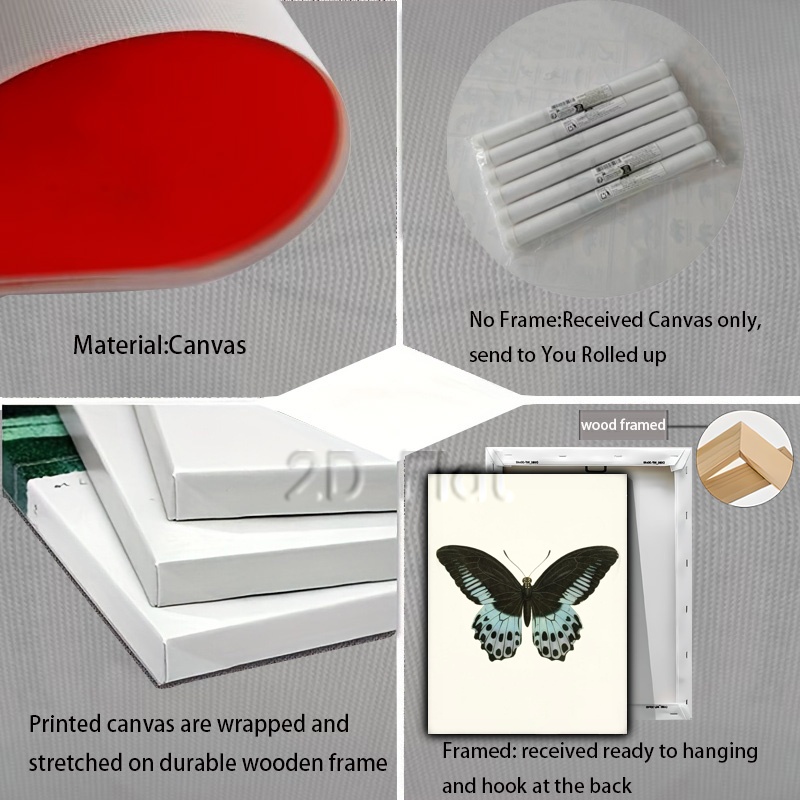 Material:Canvas
No Frame:Received Canvas only,
send to You Rolled up
wood framed
2D Flat
Printed canvas are wrapped and
stretched on durable wooden frame
Framed: received ready to hanging
and hook at the back